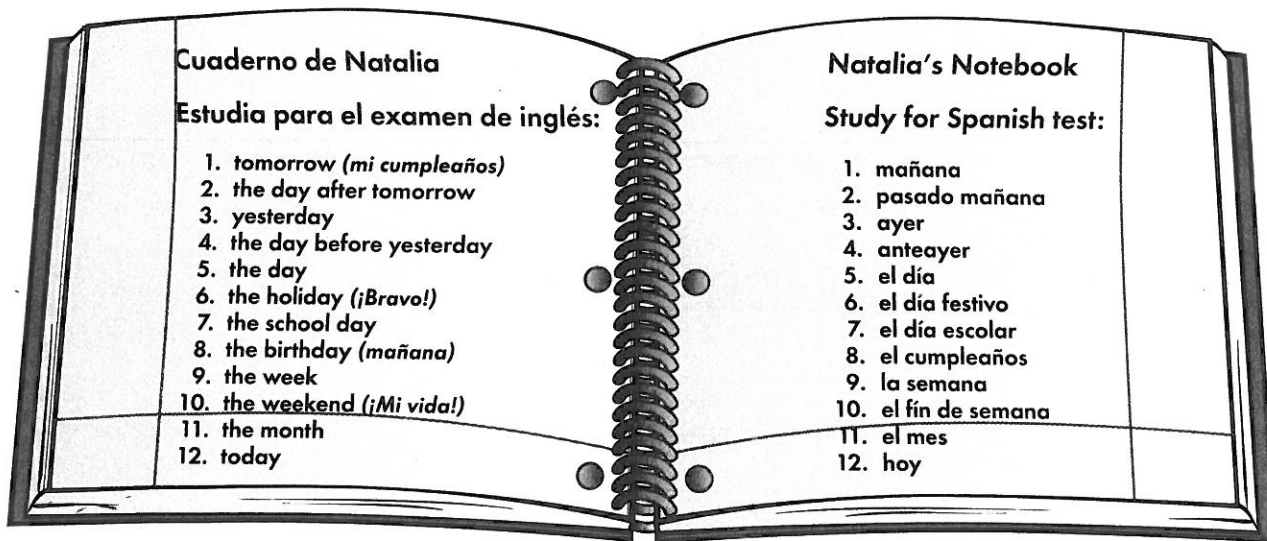 Cuaderno de Natalia
Estudia para el examen de inglés:
1. tomorrow (mi cumpleaños)
2. the day after tomorrow
3. yesterday
4. the day before yesterday
5. the day
6. the holiday (¡Bravo!)
7. the school day
8. the birthday (mañana)
9. the week
10. the weekend (¡Mi vida!)
11. the month
12. today
Natalia's Notebook
Study for Spanish test:
1. mañana
2. pasado mañana
3. ayer
4. anteayer
5. el día
6. el día festivo
7. el día escolar
8. el cumpleaños
9. la semana
10. el fín de semana
11. el mes
12. hoy